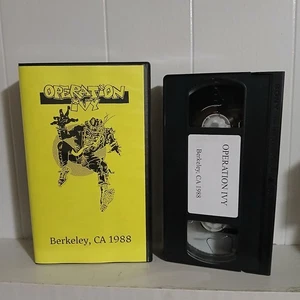 OPERATION
IVY
Berkeley, CA 1988
OPERATION IVY
Berkeley, CA 1988